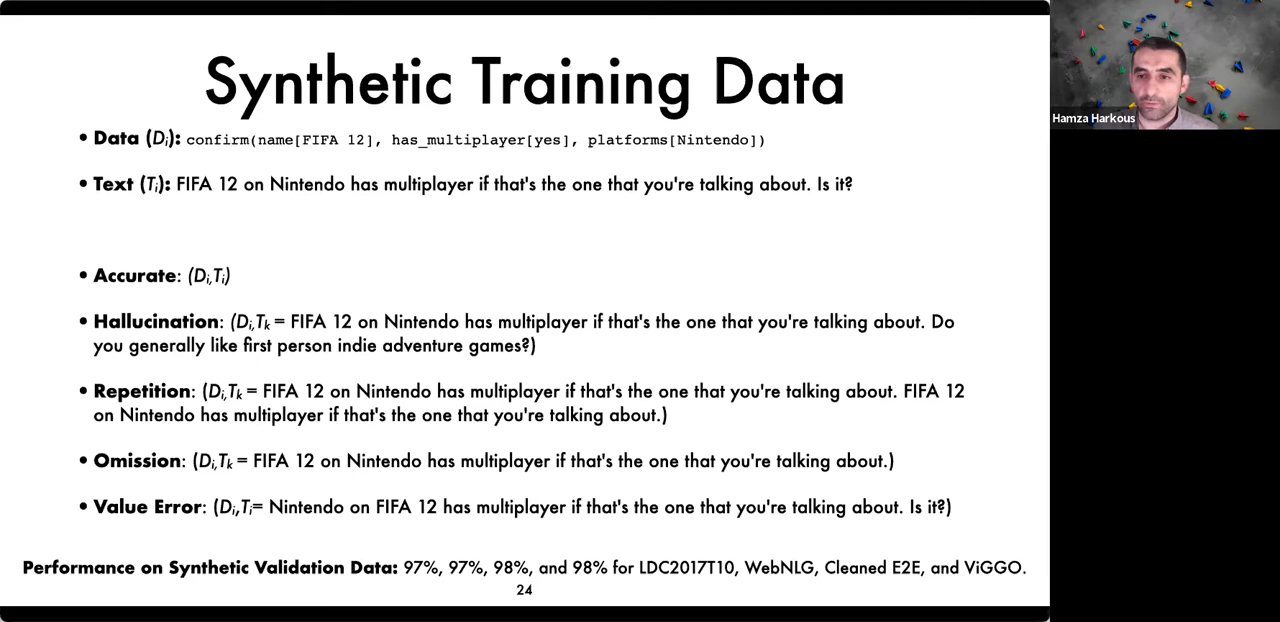 Synthetic Training Data
• Data (Di): confirm(name[FIFA 12], has_multiplayer[yes], platforms[Nintendo])
• Text (Ti): FIFA 12 on Nintendo has multiplayer if that's the one that you're talking about. Is it?
• Accurate: (Di,Ti)
• Hallucination: (Di,Tk = FIFA 12 on Nintendo has multiplayer if that's the one that you're talking about. Do
you generally like first person indie adventure games?)
• Repetition: (Di,Tk = FIFA 12 on Nintendo has multiplayer if that's the one that you're talking about. FIFA 12
on Nintendo has multiplayer if that's the one that you're talking about.)
• Omission: (Di,Tk = FIFA 12 on Nintendo has multiplayer if that's the one that you're talking about.)
• Value Error: (Di,Ti= Nintendo on FIFA 12 has multiplayer if that's the one that you're talking about. Is it?)
Performance on Synthetic Validation Data: 97%, 97%, 98%, and 98% for LDC2017T10, WebNLG, Cleaned E2E, and ViGGO.
24
Hamza Harkous